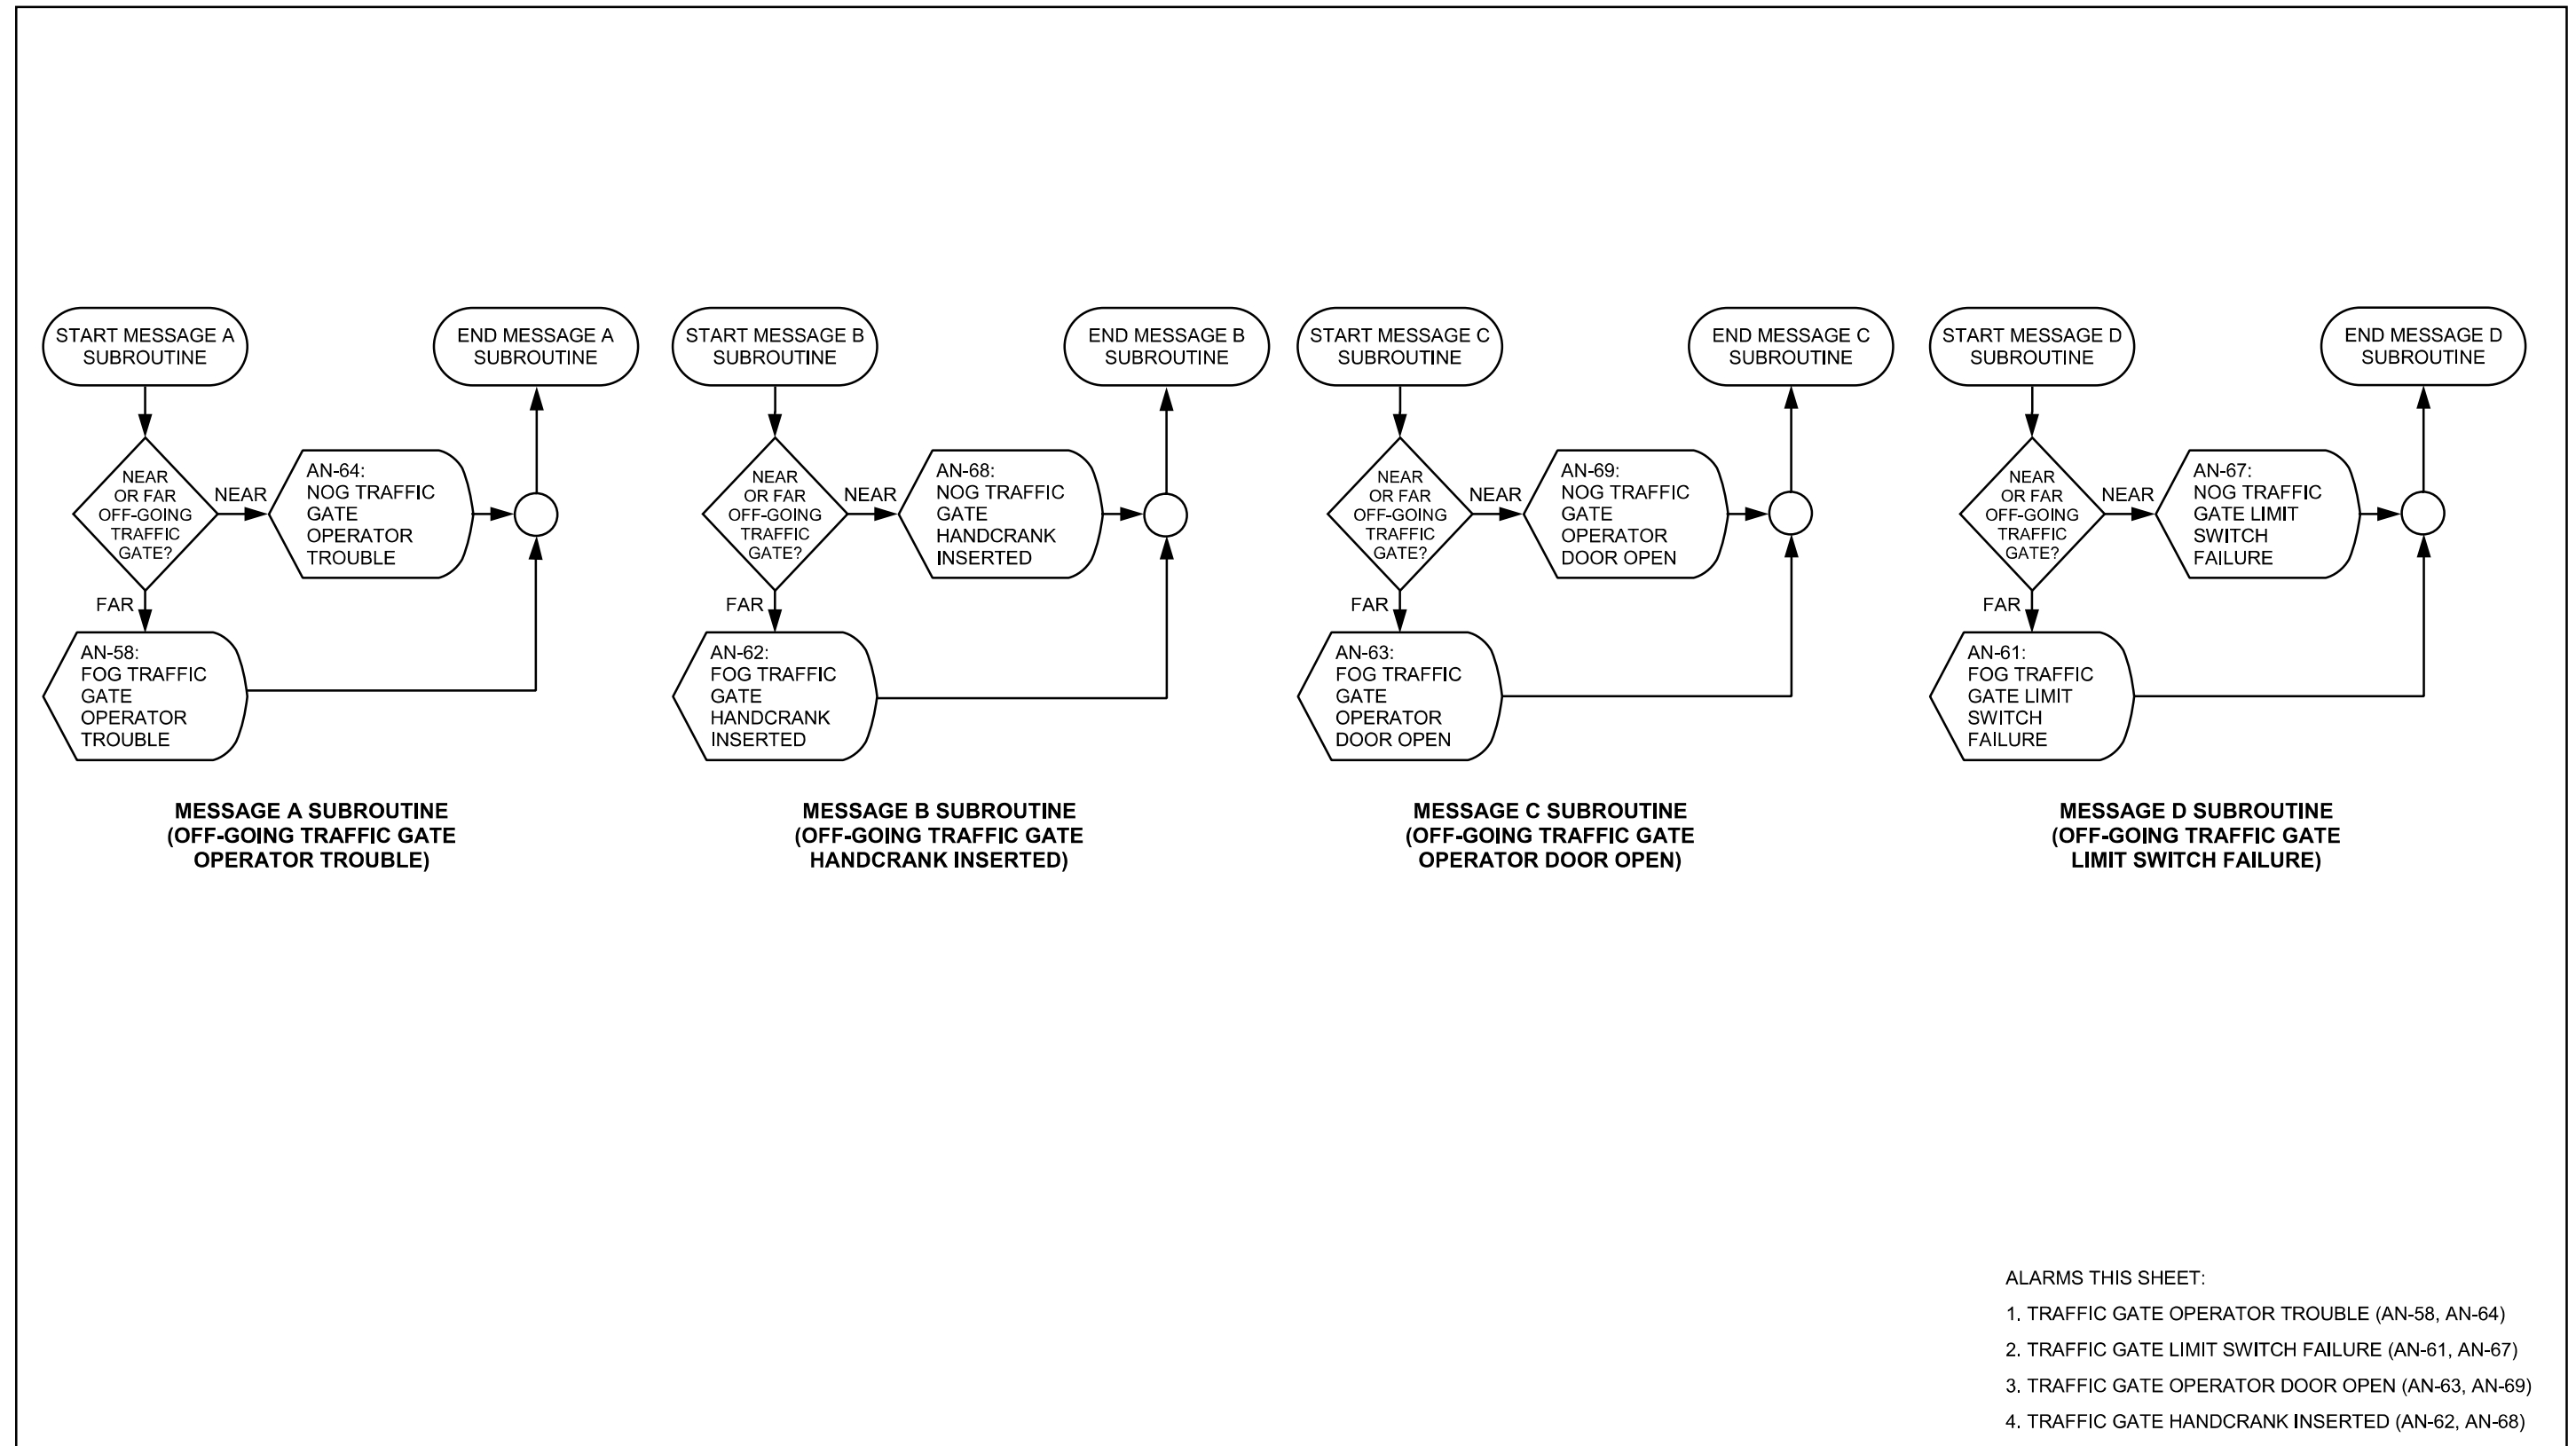 START MESSAGE A
SUBROUTINE
END MESSAGE A
SUBROUTINE
NEAR
OR FAR
OFF-GOING
TRAFFIC
GATE?
NEAR
AN-64:
NOG TRAFFIC
GATE
OPERATOR
TROUBLE
FAR
AN-58:
FOG TRAFFIC
GATE
OPERATOR
TROUBLE
MESSAGE A SUBROUTINE
(OFF-GOING TRAFFIC GATE
OPERATOR TROUBLE)
START MESSAGE B
SUBROUTINE
END MESSAGE B
SUBROUTINE
NEAR
OR FAR
OFF-GOING
TRAFFIC
GATE?
NEAR
AN-68:
NOG TRAFFIC
GATE
HANDCRANK
INSERTED
FAR
AN-62:
FOG TRAFFIC
GATE
HANDCRANK
INSERTED
MESSAGE B SUBROUTINE
(OFF-GOING TRAFFIC GATE
HANDCRANK INSERTED)
START MESSAGE C
SUBROUTINE
END MESSAGE C
SUBROUTINE
NEAR
OR FAR
OFF-GOING
TRAFFIC
GATE?
NEAR
AN-69:
NOG TRAFFIC
GATE
OPERATOR
DOOR OPEN
FAR
AN-63:
FOG TRAFFIC
GATE
OPERATOR
DOOR OPEN
MESSAGE C SUBROUTINE
(OFF-GOING TRAFFIC GATE
OPERATOR DOOR OPEN)
START MESSAGE D
SUBROUTINE
END MESSAGE D
SUBROUTINE
NEAR
OR FAR
OFF-GOING
TRAFFIC
GATE?
NEAR
AN-67:
NOG TRAFFIC
GATE LIMIT
SWITCH
FAILURE
FAR
AN-61:
FOG TRAFFIC
GATE LIMIT
SWITCH
FAILURE
MESSAGE D SUBROUTINE
(OFF-GOING TRAFFIC GATE
LIMIT SWITCH FAILURE)
ALARMS THIS SHEET:
1. TRAFFIC GATE OPERATOR TROUBLE (AN-58, AN-64)
2. TRAFFIC GATE LIMIT SWITCH FAILURE (AN-61, AN-67)
3. TRAFFIC GATE OPERATOR DOOR OPEN (AN-63, AN-69)
4. TRAFFIC GATE HANDCRANK INSERTED (AN-62, AN-68)